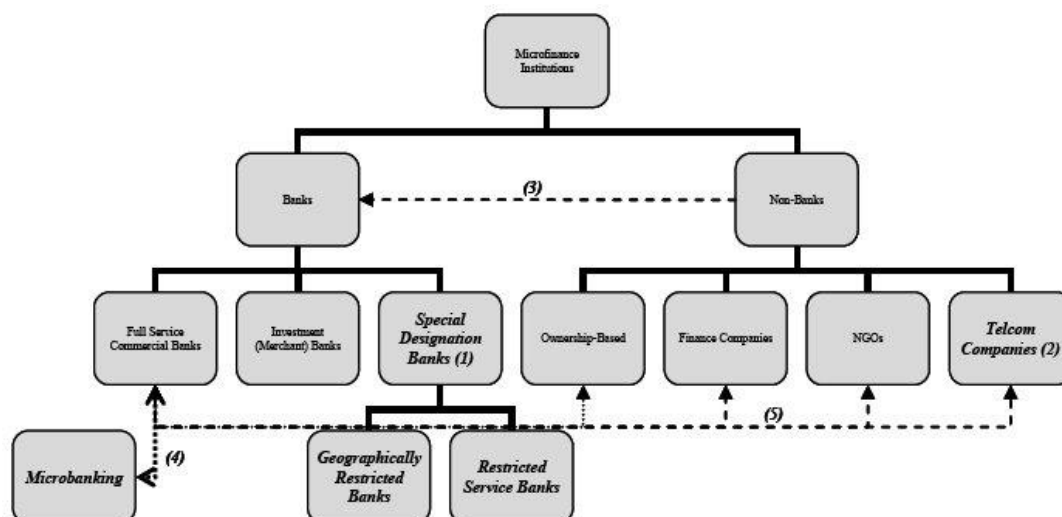 Microfinance
Institutions
Banks
(3)
Non-Banks
Full Service
Commercial Banks
Investment
(Merchant) Banks
Special
Designation
Banks (1)
Ownership-Based
Finance Companies
NGOs
Telcom
Companies (2)
(5)
Microbanking
(4)
Geographically
Restricted
Banks
Restricted
Service Banks